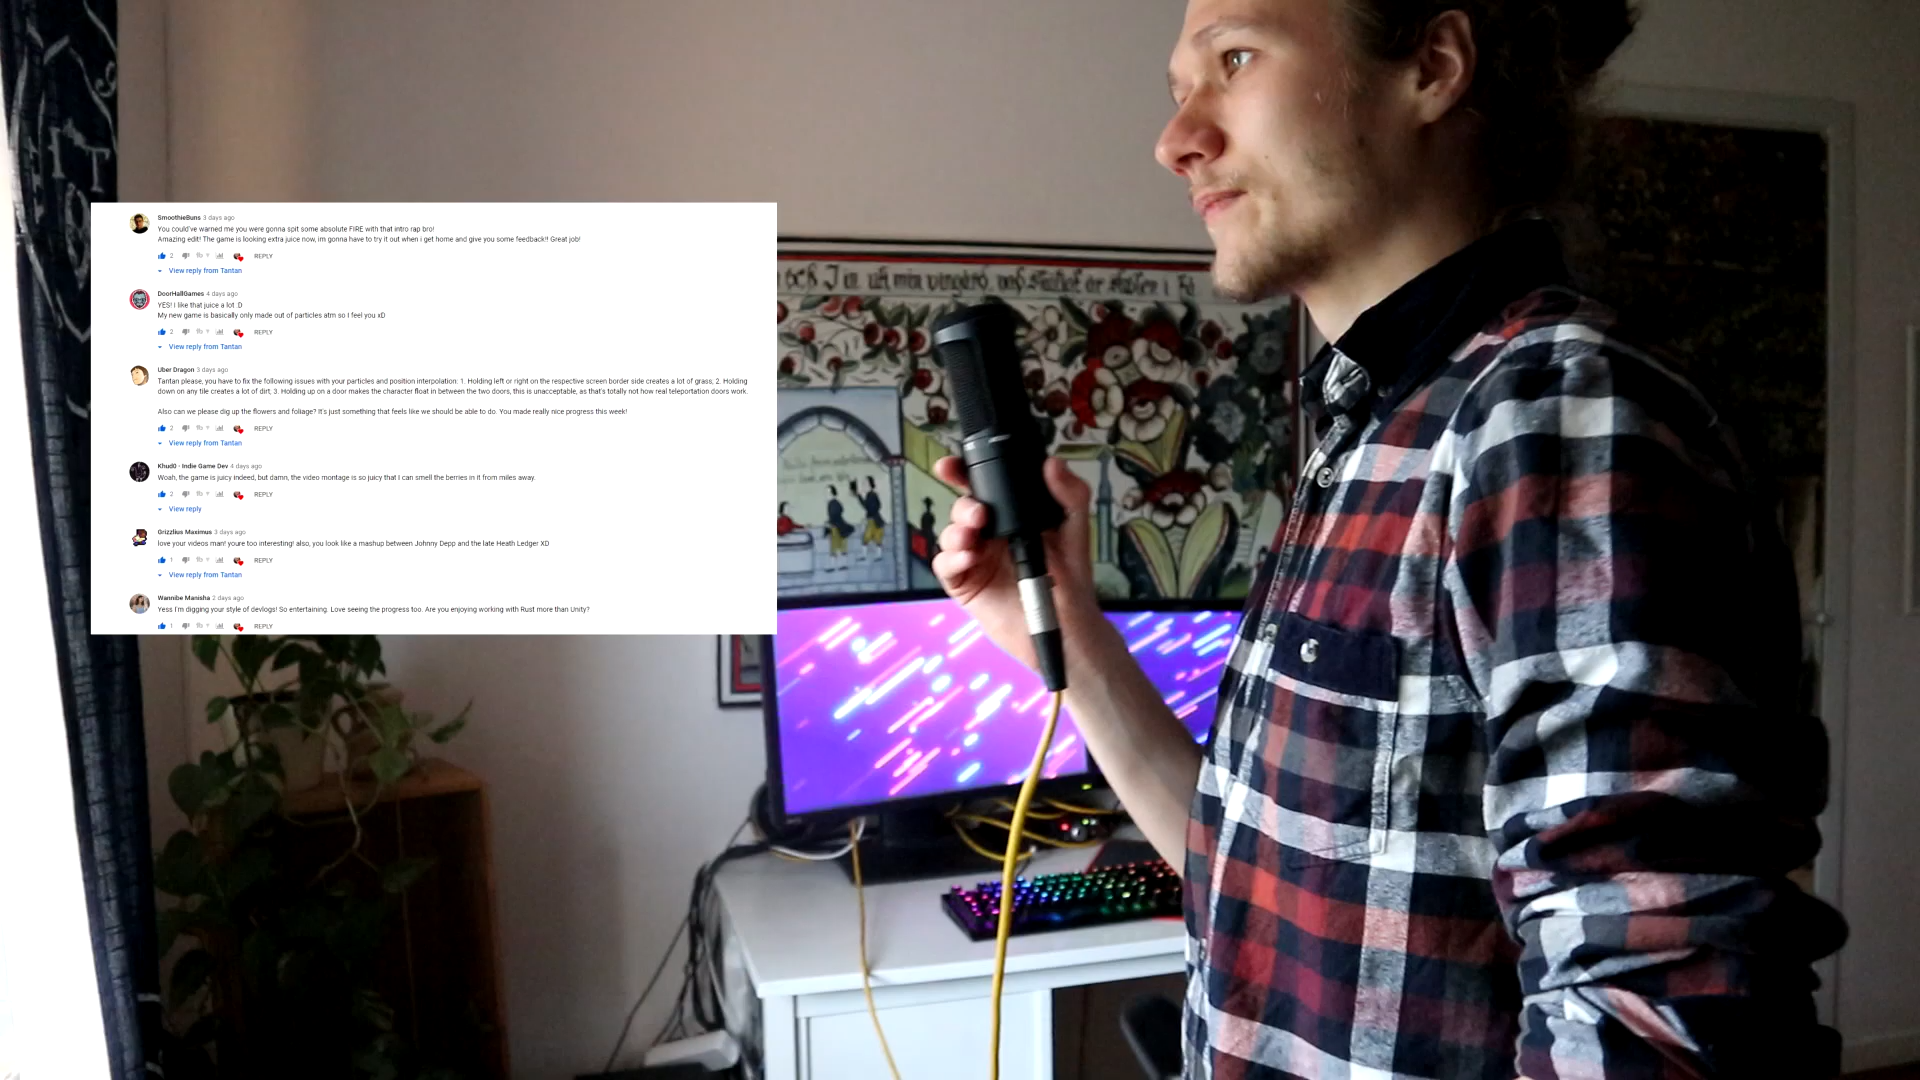 SmoothieBuns 3 days ago
You could've warned me you were gonna spit some absolute FIRE with that intro rap bro!
Amazing edit! The game is looking extra juice now, im gonna have to try it out when i get home and give you some feedback!! Great job!
2 REPLY
View reply from Tantan
DoorHallGames 4 days ago
YES! I like that juice a lot :D
My new game is basically only made out of particles atm so I feel you xD
2 REPLY
View reply from Tantan
Uber Dragon 3 days ago
Tantan please, you have to fix the following issues with your particles and position interpolation: 1. Holding left or right on the respective screen border side creates a lot of grass, 2. Holding
down on any tile creates a lot of dirt, 3. Holding up on a door makes the character float in between the two doors, this is unacceptable, as that's totally not how real teleportation doors work.
Also can we please dig up the flowers and foliage? It's just something that feels like we should be able to do. You made really nice progress this week!
2 REPLY
View reply from Tantan
Khud0 - Indie Game Dev 4 days ago
Woah, the game is juicy indeed, but damn, the video montage is so juicy that I can smell the berries in it from miles away.
2 REPLY
View reply
Grizzlius Maximus 3 days ago
love your videos man! youre too interesting! also, you look like a mashup between Johnny Depp and the late Heath Ledger XD
1 REPLY
View reply from Tantan
Wannibe Manisha 2 days ago
Yess I'm digging your style of devlogs! So entertaining. Love seeing the progress too. Are you enjoying working with Rust more than Unity?
1 REPLY
uti min vingård